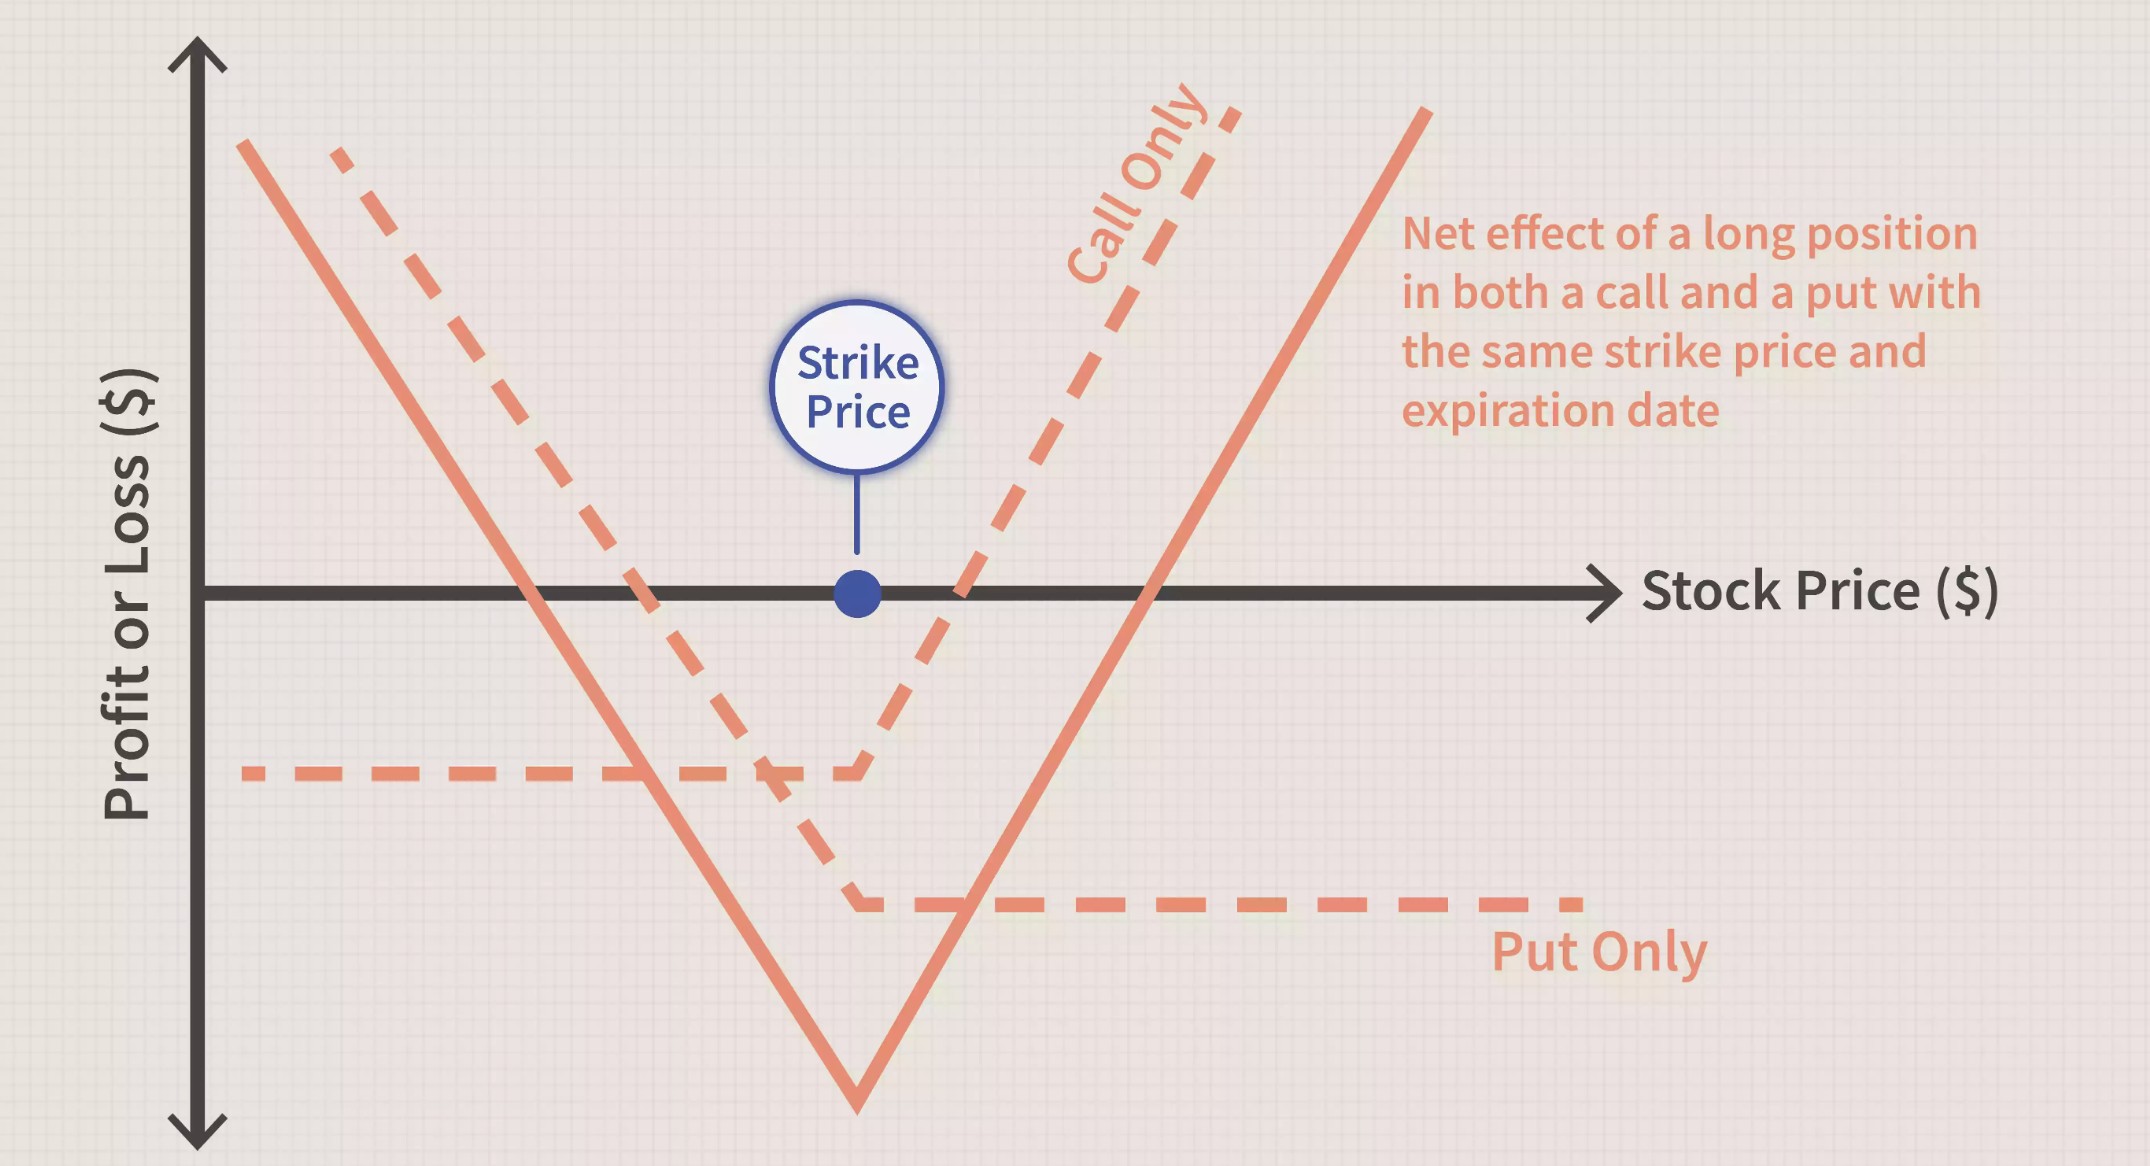 Call Only
Net effect of a long position
in both a call and a put with
the same strike price and
expiration date
Strike
Price
Profit or Loss ($)
Stock Price ($)
Put Only